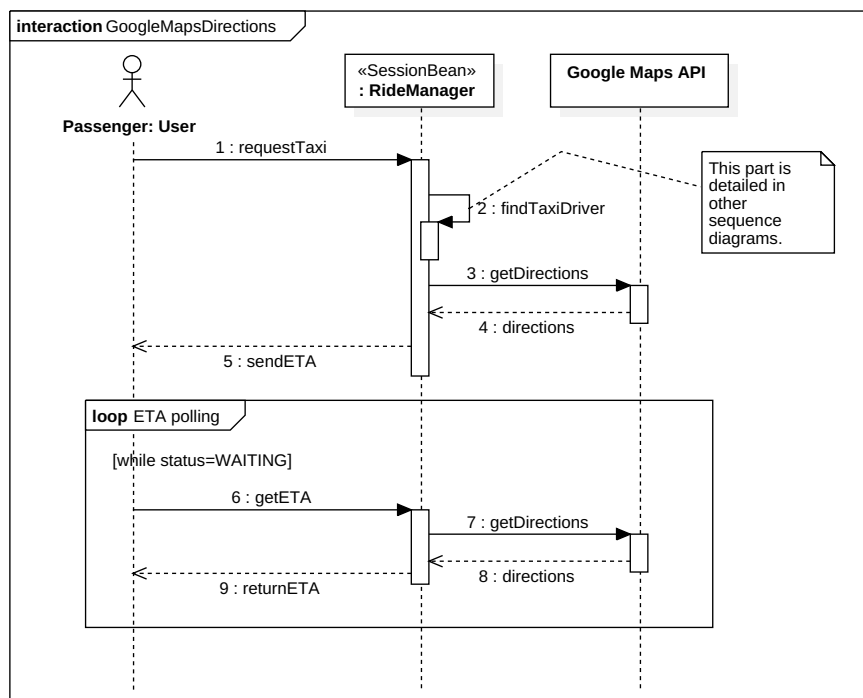 interaction GoogleMapsDirections
«SessionBean»
: RideManager
Google Maps API
Passenger: User
1 : requestTaxi
This part is
detailed in
other
sequence
diagrams.
2 : findTaxiDriver
3 : getDirections
4 : directions
5 : sendETA
loop ETA polling
[while status=WAITING]
6 : getETA
7 : getDirections
8 : directions
9 : returnETA